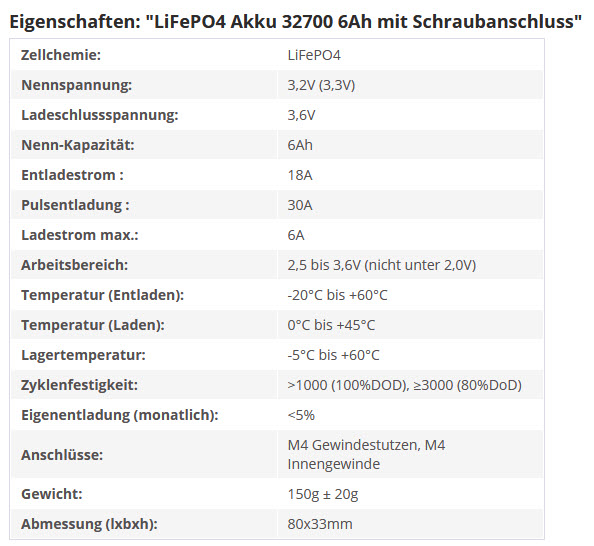 Eigenschaften: "LiFePO4 Akku 32700 6Ah mit Schraubanschluss"
Zellchemie: LiFePO4
Nennspannung: 3,2V (3,3V)
Ladeschlussspannung: 3,6V
Nenn-Kapazität: 6Ah
Entladestrom : 18A
Pulsentladung : 30A
Ladestrom max.: 6A
Arbeitsbereich: 2,5 bis 3,6V (nicht unter 2,0V)
Temperatur (Entladen): -20°C bis +60°C
Temperatur (Laden): 0°C bis +45°C
Lagertemperatur: -5°C bis +60°C
Zyklenfestigkeit: >1000 (100%DOD), ≥3000 (80%DoD)
Eigenentladung (monatlich): <5%
Anschlüsse: M4 Gewindestutzen, M4
Innengewinde
Gewicht: 150g ± 20g
Abmessung (lxbxh): 80x33mm